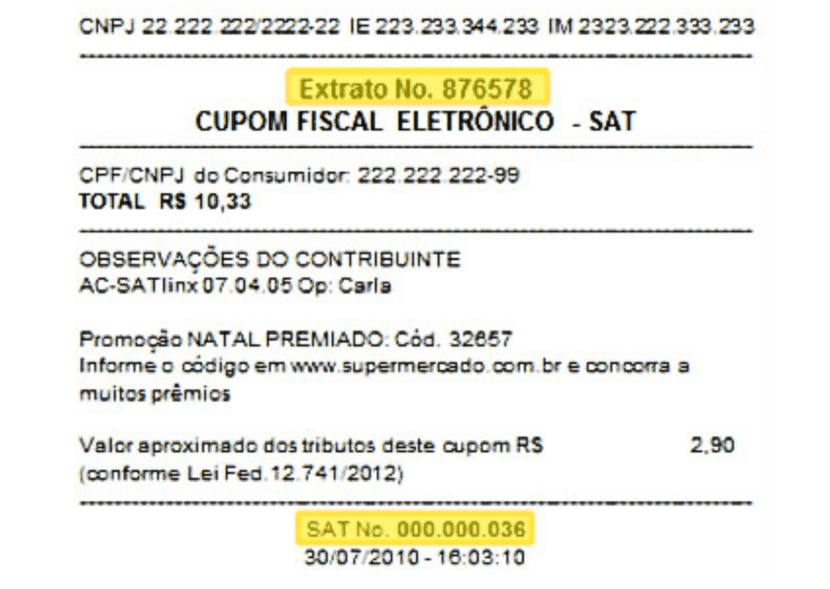 CNPJ 22.222.222/2222-22 IE 223.233.344.233 IM 2323.222.333.233
Extrato No. 876578
CUPOM FISCAL ELETRÔNICO - SAT
CPF/CNPJ do Consumidor: 222.222.222-99
TOTAL R$ 10,33
OBSERVAÇÕES DO CONTRIBUINTE
AC-SATlinx 07.04.05 Op: Carla
Promoção NATAL PREMIADO: Cód. 32657
Informe o código em www.supermercado.com.br e concorra a
muitos prêmios
Valor aproximado dos tributos deste cupom R$ 2,90
(conforme Lei Fed.12.741/2012)
SAT No. 000.000.036
30/07/2010 - 16:03:10